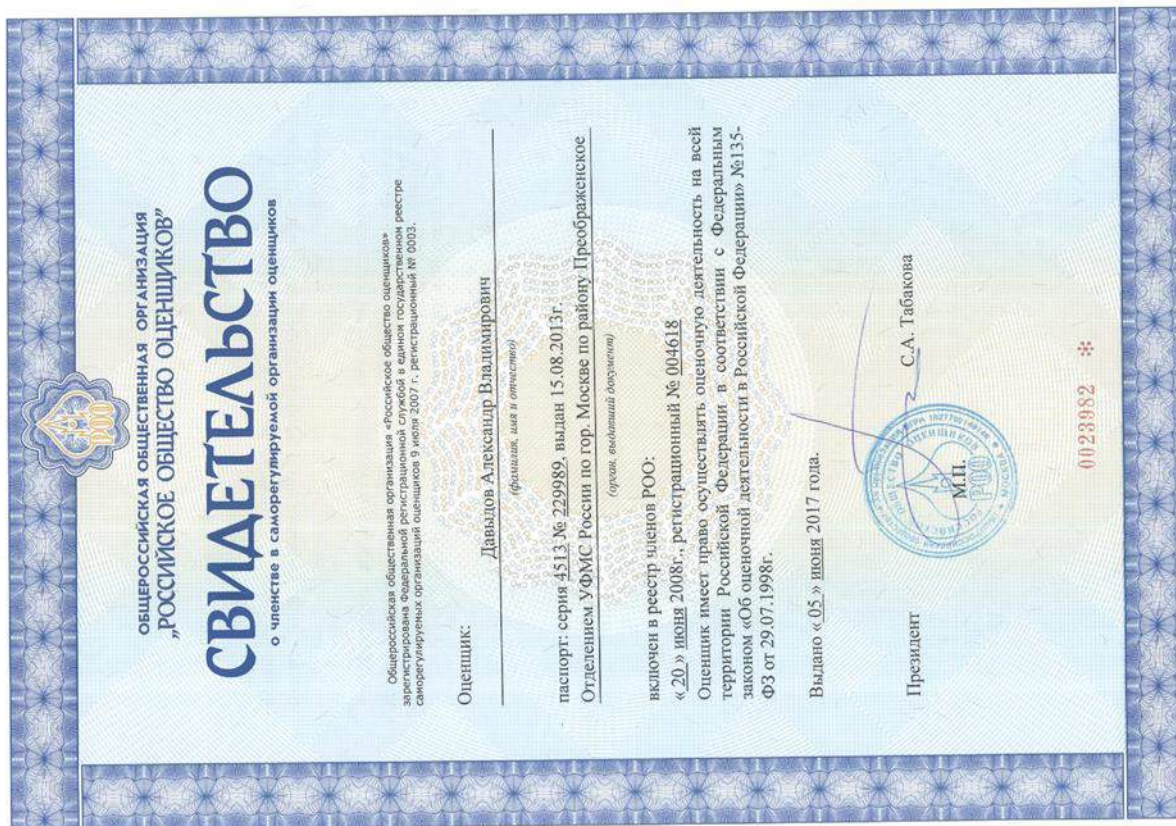 РОО
ОБЩЕРОССИЙСКАЯ ОБЩЕСТВЕННАЯ ОРГАНИЗАЦИЯ
„РОССИЙСКОЕ ОБЩЕСТВО ОЦЕНЩИКОВ”
СВИДЕТЕЛЬСТВО
о членстве в саморегулируемой организации оценщиков
Общероссийская общественная организация «Российское общество оценщиков»
зарегистрирована Федеральной регистрационной службой в едином государственном реестре
саморегулируемых организаций оценщиков 9 июля 2007 г. регистрационный № 0003.
Оценщик:
Давыдов Александр Владимирович
(фамилия, имя и отчество)
паспорт: серия 4513 № 229989, выдан 15.08.2013г.
Отделением УФМС России по гор. Москве по району Преображенское
(орган, выдавший документ)
включен в реестр членов РОО:
« 20 » июня 2008г., регистрационный № 004618
Оценщик имеет право осуществлять оценочную деятельность на всей
территории Российской Федерации в соответствии с Федеральным
законом «Об оценочной деятельности в Российской Федерации» №135-
ФЗ от 29.07.1998г.
Выдано « 05 » июня 2017 года.
Президент С.А. Табакова
М.П.
РОО
0023982 *